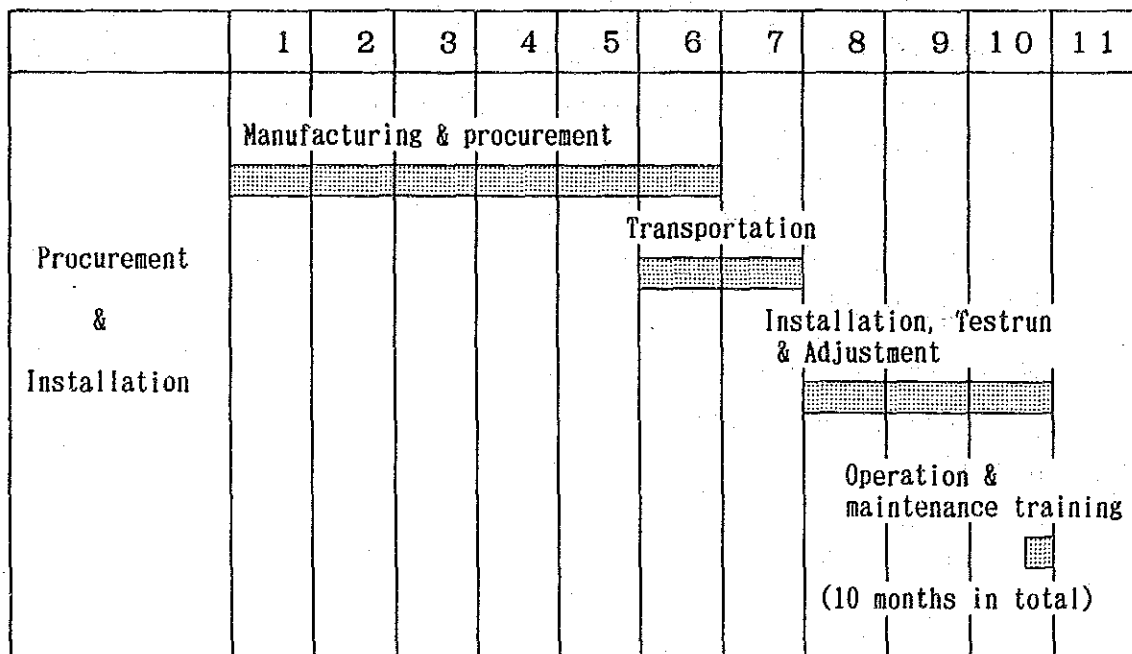 1 2 3 4 5 6 7 8 9 10 11
Manufacturing & procurement
Transportation
Procurement
&
Installation
Installation, Testrun
& Adjustment
Operation &
maintenance training
(10 months in total)